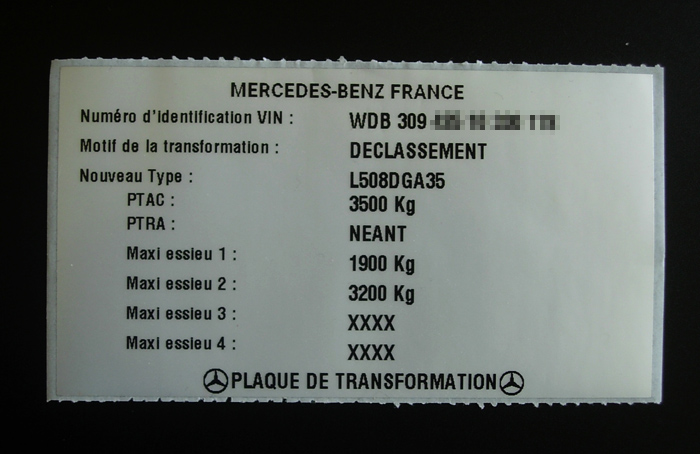 MERCEDES-BENZ FRANCE
Numéro d'identification VIN : WDB 309
Motif de la transformation : DECLASSEMENT
Nouveau Type : L508DGA35
PTAC : 3500 Kg
PTRA : NEANT
Maxi essieu 1 : 1900 Kg
Maxi essieu 2 : 3200 Kg
Maxi essieu 3 : XXXX
Maxi essieu 4 : XXXX
PLAQUE DE TRANSFORMATION